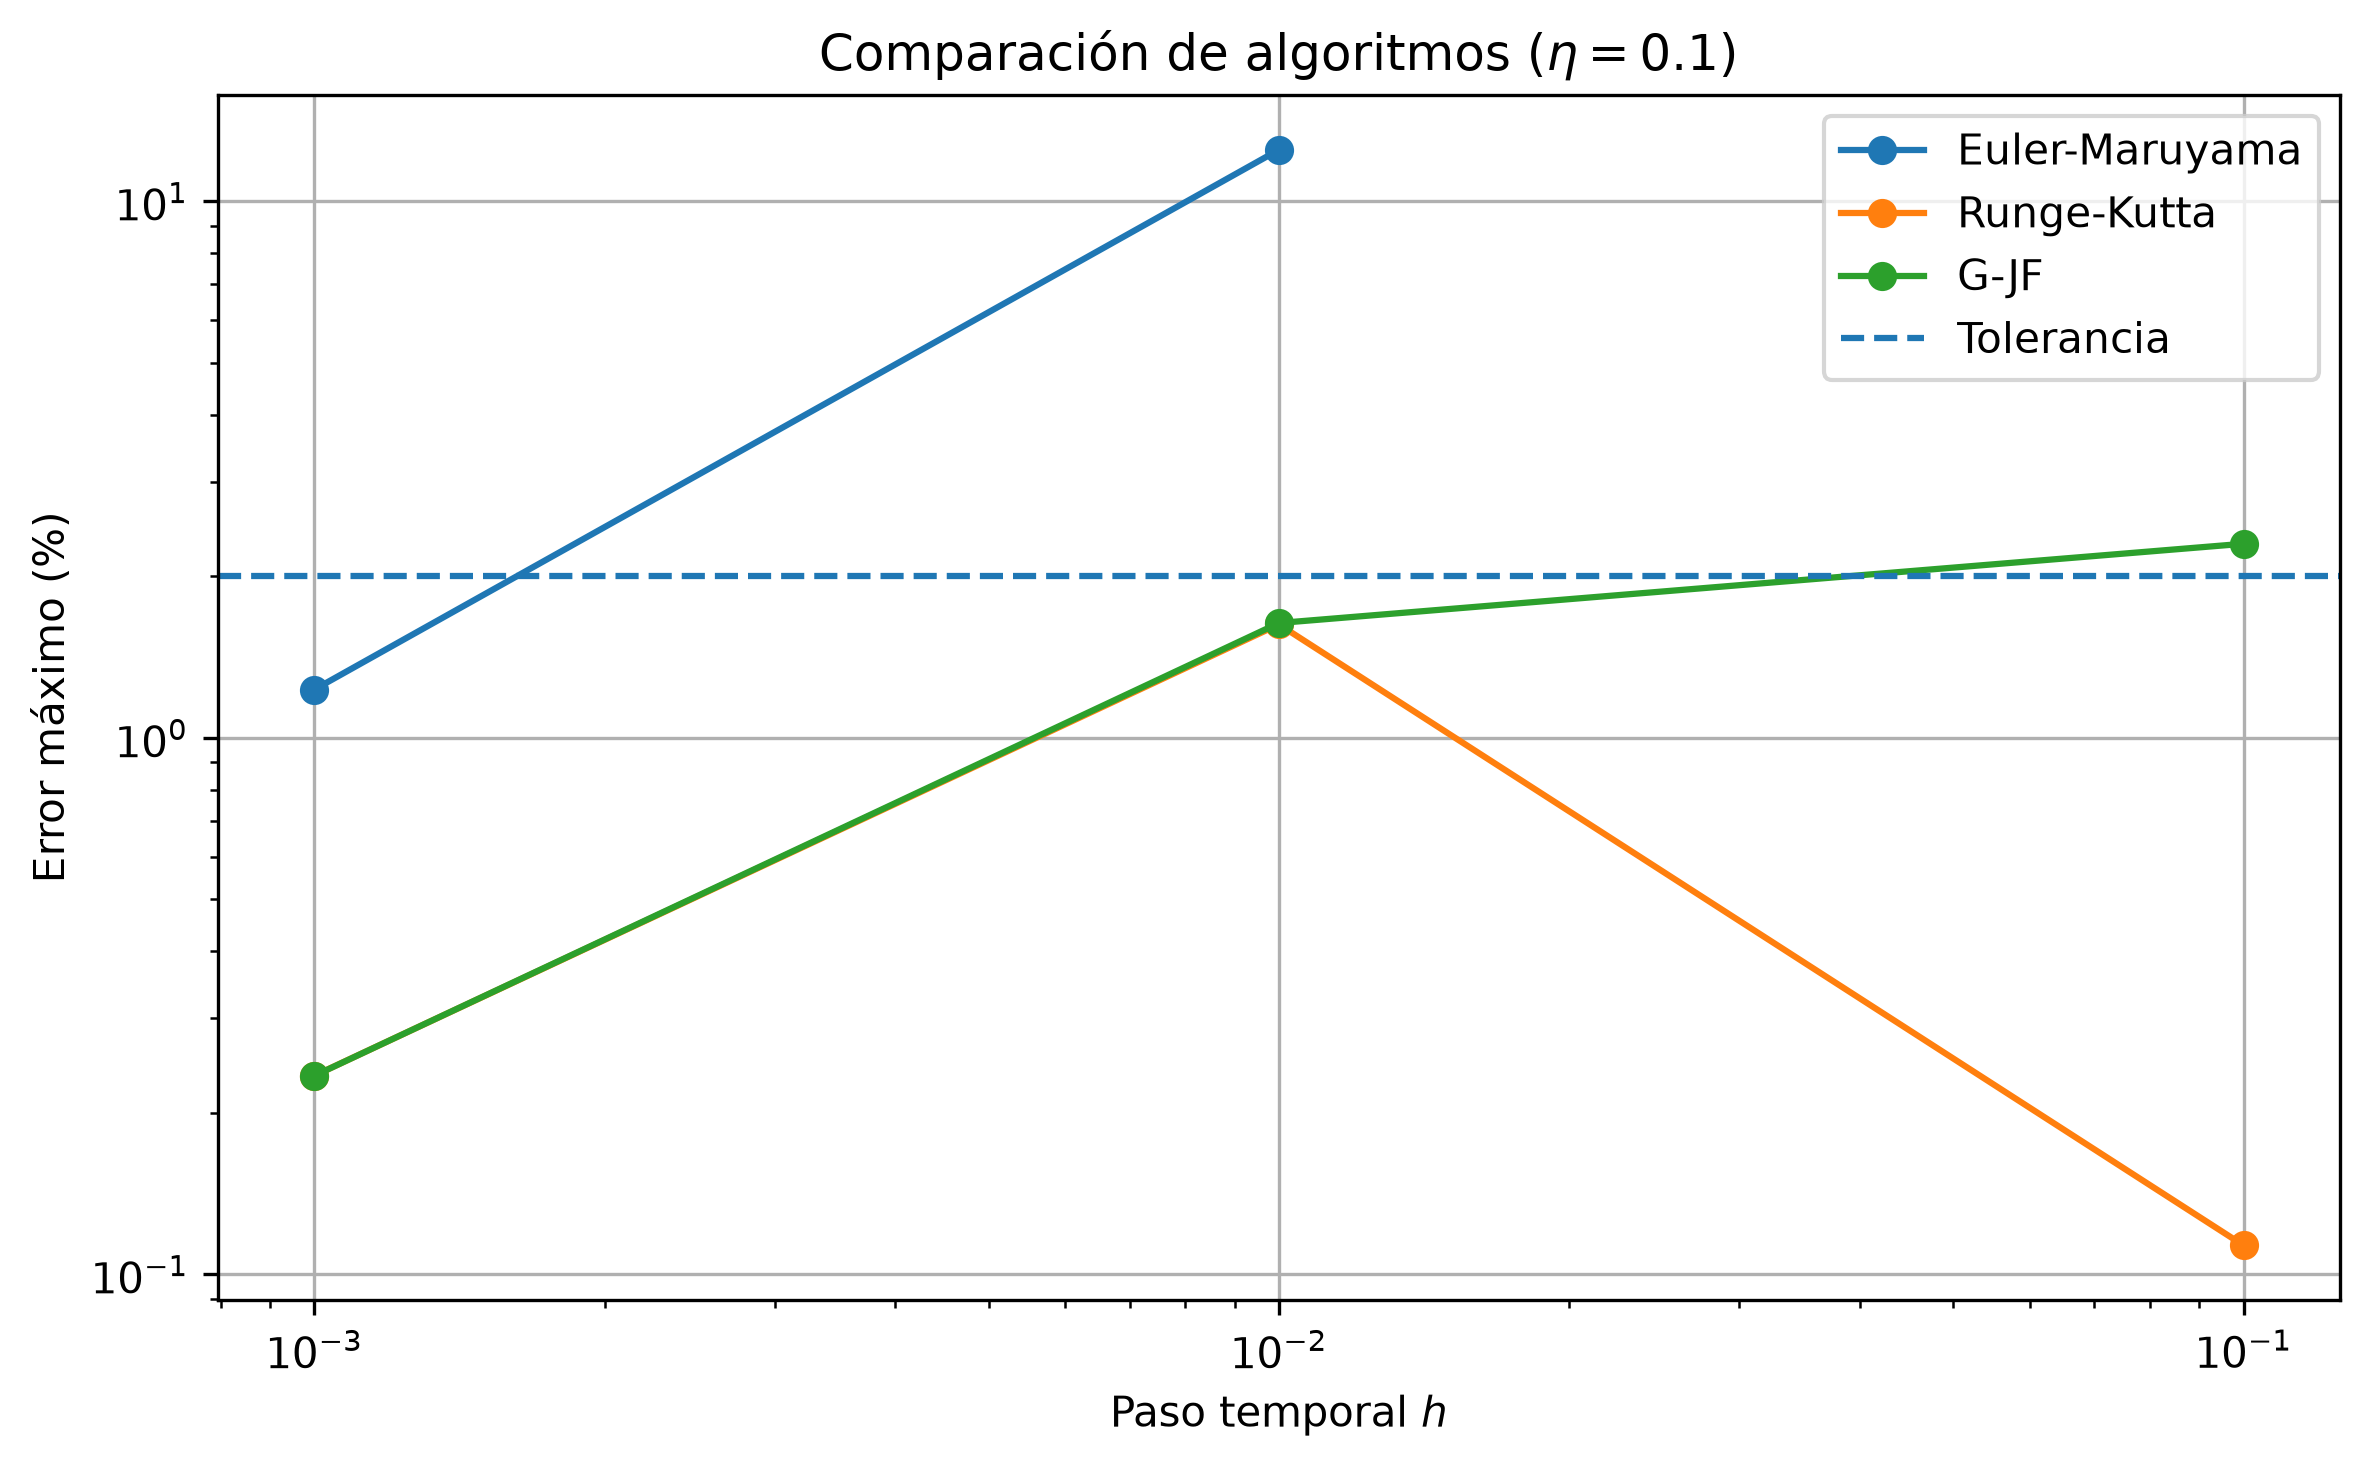 Comparación de algoritmos (η = 0.1)
Error máximo (%)
10¹
10⁰
10⁻¹
Euler-Maruyama
Runge-Kutta
G-JF
Tolerancia
10⁻³ 10⁻² 10⁻¹
Paso temporal h